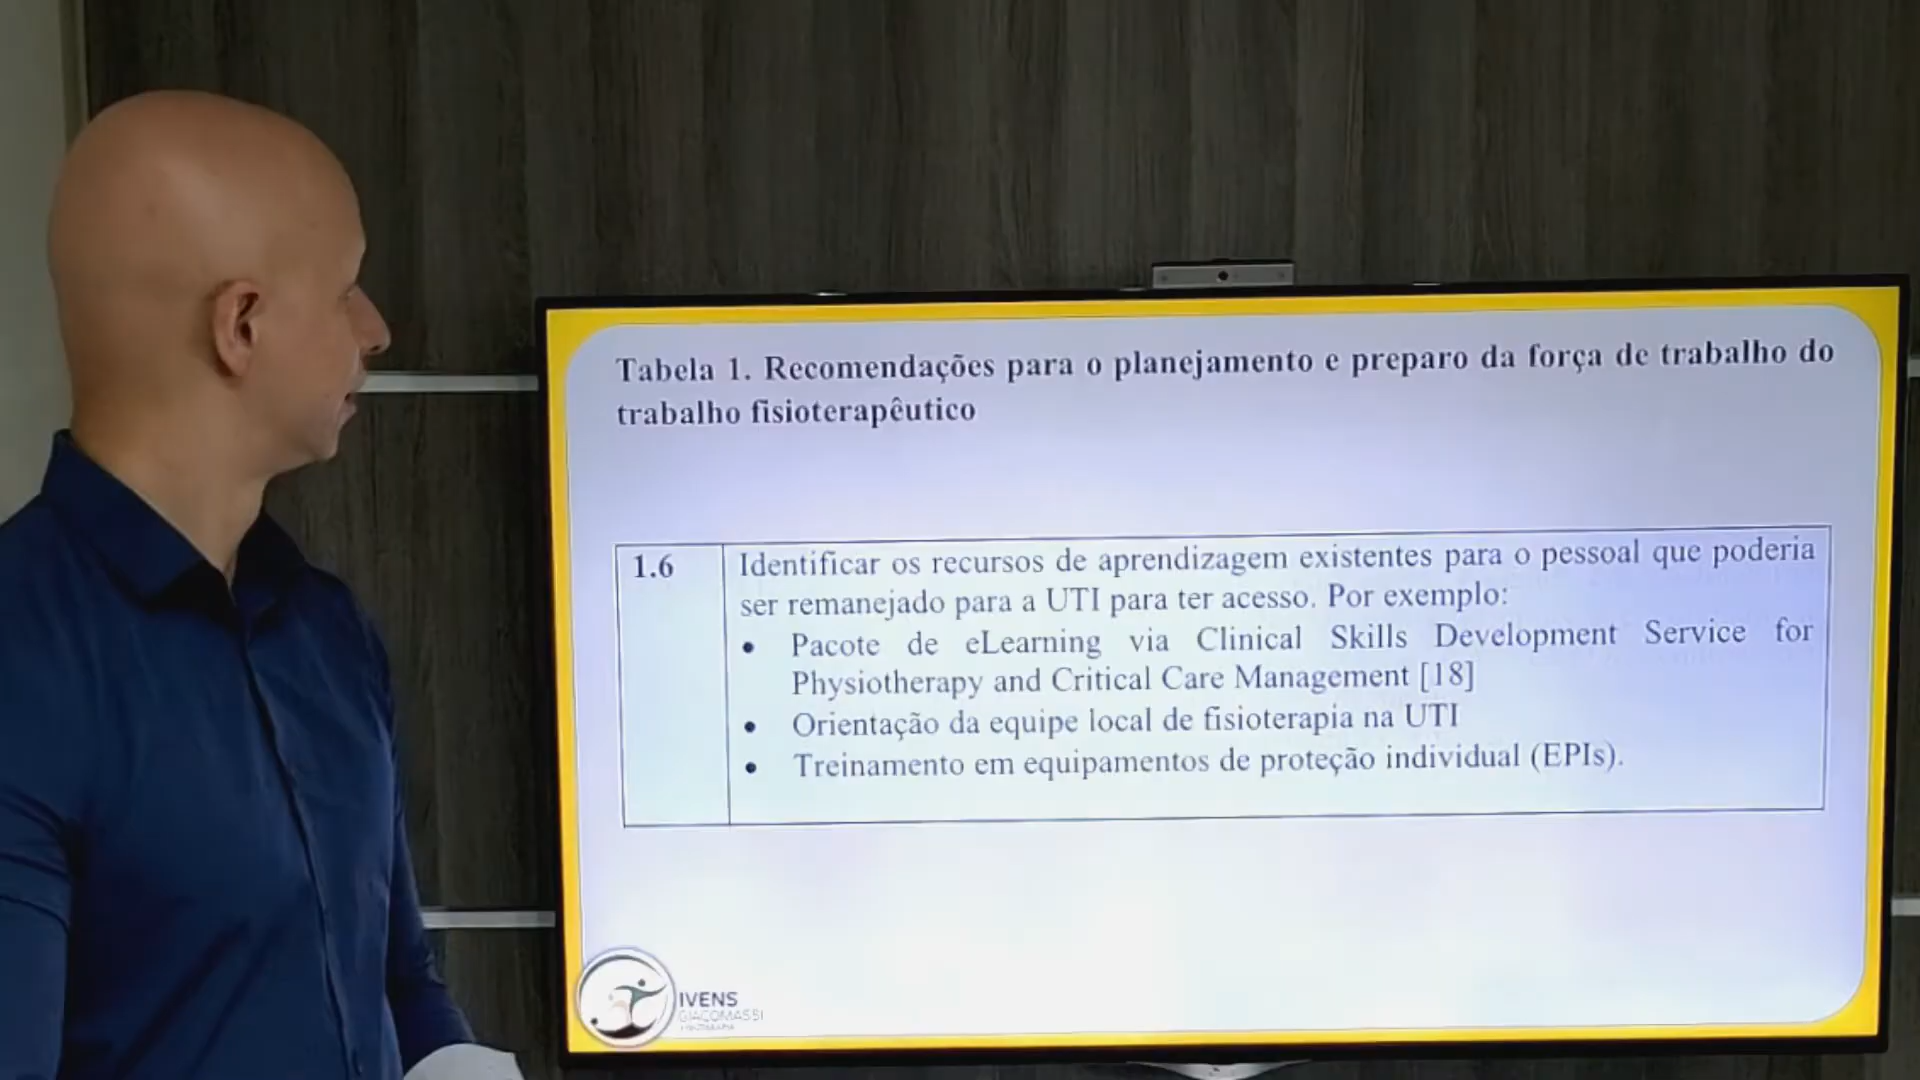 Tabela 1. Recomendações para o planejamento e preparo da força de trabalho do
trabalho fisioterapêutico
1.6
Identificar os recursos de aprendizagem existentes para o pessoal que poderia
ser remanejado para a UTI para ter acesso. Por exemplo:
• Pacote de eLearning via Clinical Skills Development Service for
Physiotherapy and Critical Care Management [18]
• Orientação da equipe local de fisioterapia na UTI
• Treinamento em equipamentos de proteção individual (EPIs).
IVENS
GIACOMASSI